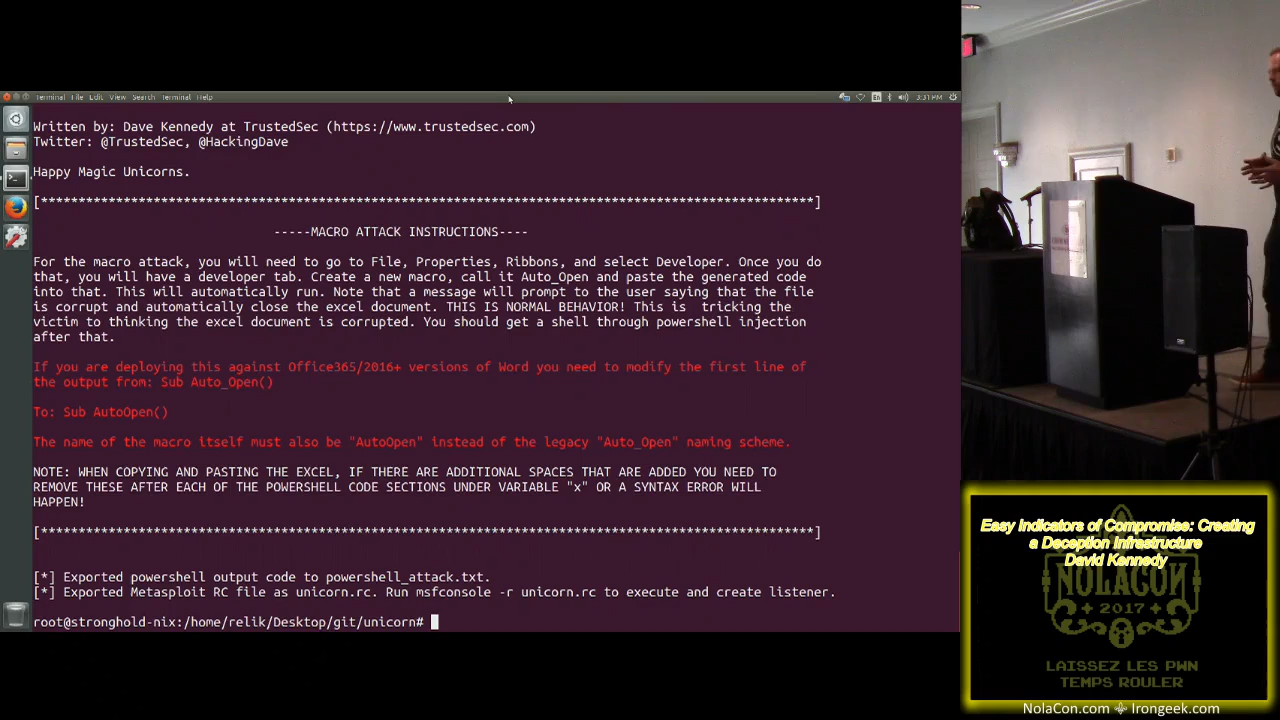 Terminal File Edit View Search Terminal Help
En
3:31 PM
Written by: Dave Kennedy at TrustedSec (https://www.trustedsec.com)
Twitter: @TrustedSec, @HackingDave
Happy Magic Unicorns.
[*******************************************************************************************************]
-----MACRO ATTACK INSTRUCTIONS----
For the macro attack, you will need to go to File, Properties, Ribbons, and select Developer. Once you do
that, you will have a developer tab. Create a new macro, call it Auto_Open and paste the generated code
into that. This will automatically run. Note that a message will prompt to the user saying that the file
is corrupt and automatically close the excel document. THIS IS NORMAL BEHAVIOR! This is  tricking the
victim to thinking the excel document is corrupted. You should get a shell through powershell injection
after that.
If you are deploying this against Office365/2016+ versions of Word you need to modify the first line of
the output from: Sub Auto_Open()
To: Sub AutoOpen()
The name of the macro itself must also be "AutoOpen" instead of the legacy "Auto_Open" naming scheme.
NOTE: WHEN COPYING AND PASTING THE EXCEL, IF THERE ARE ADDITIONAL SPACES THAT ARE ADDED YOU NEED TO
REMOVE THESE AFTER EACH OF THE POWERSHELL CODE SECTIONS UNDER VARIABLE "x" OR A SYNTAX ERROR WILL
HAPPEN!
[*******************************************************************************************************]
[*] Exported powershell output code to powershell_attack.txt.
[*] Exported Metasploit RC file as unicorn.rc. Run msfconsole -r unicorn.rc to execute and create listener.
root@stronghold-nix:/home/relik/Desktop/git/unicorn#
Easy Indicators of Compromise: Creating
a Deception Infrastructure
David Kennedy
NOLACON
2017
LAISSEZ LES PWN
TEMPS ROULER
NolaCon.com Irongeek.com